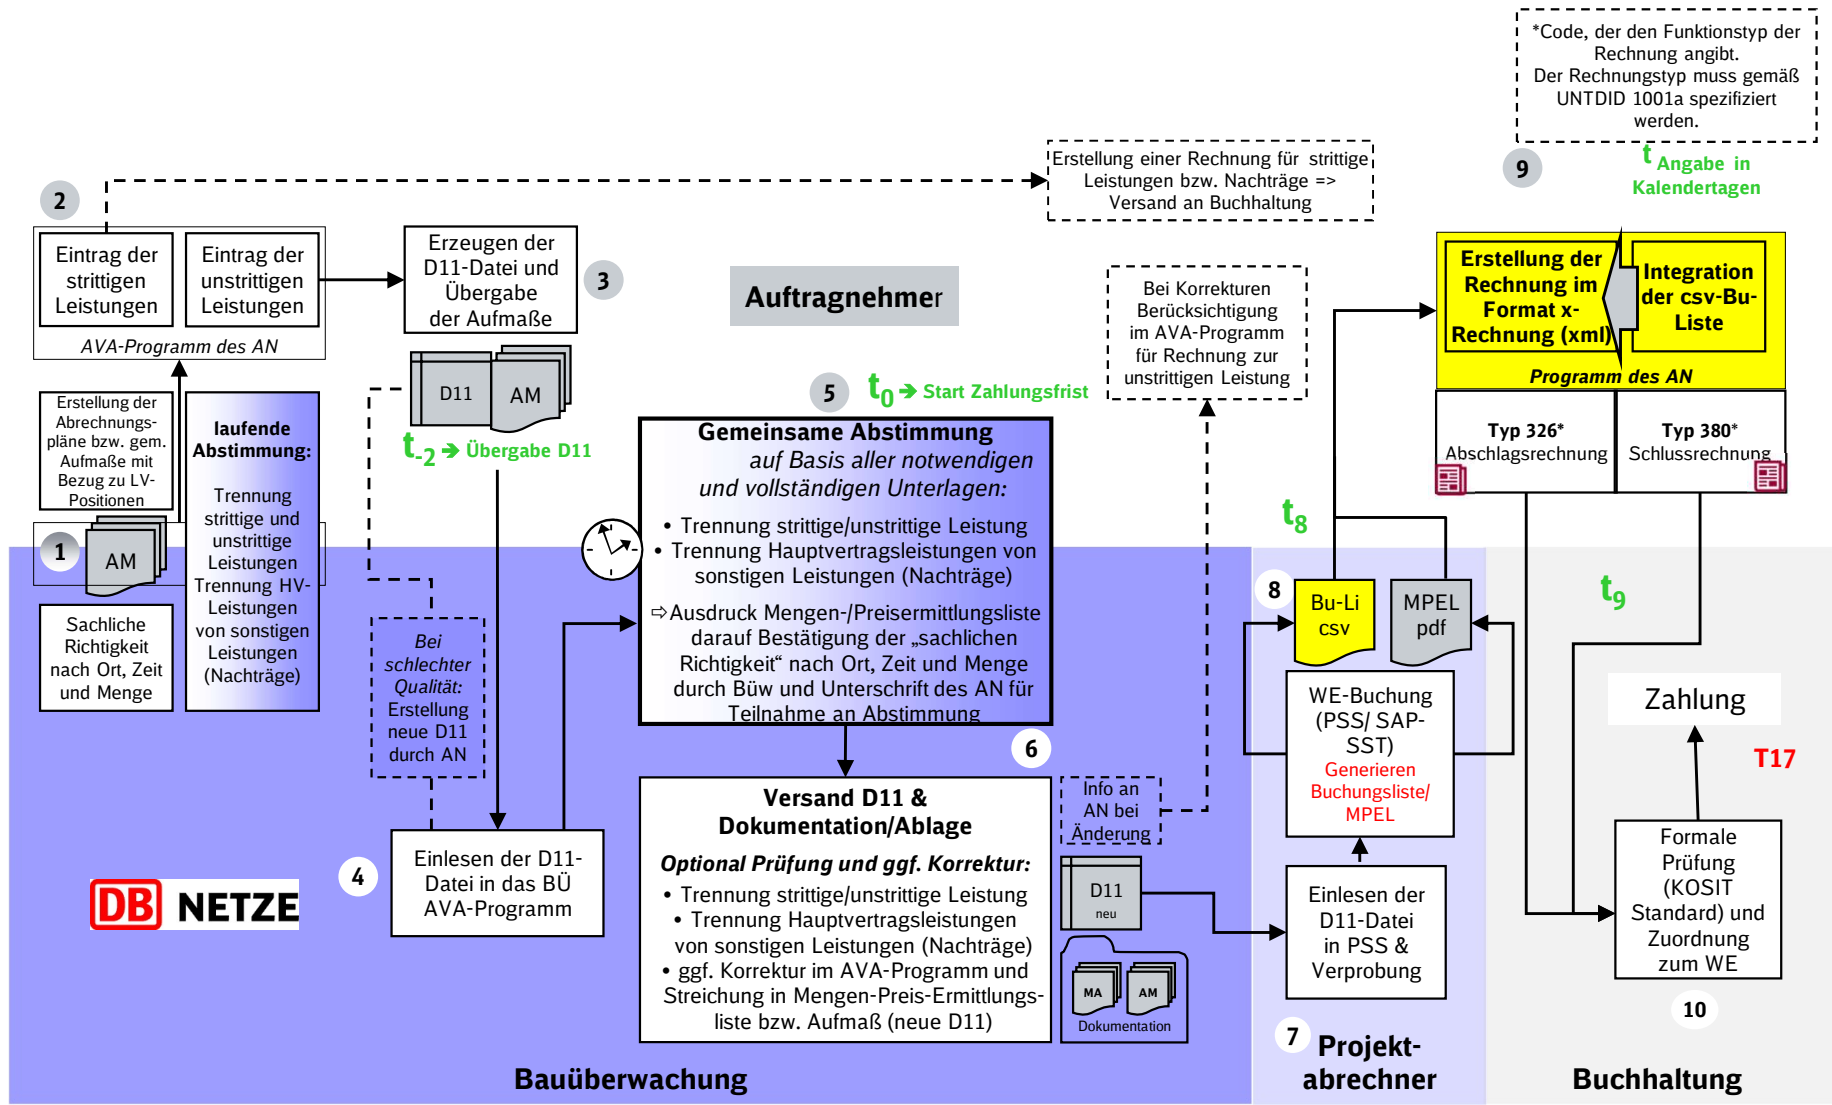 *Code, der den Funktionstyp der
Rechnung angibt.
Der Rechnungstyp muss gemäß
UNTDID 1001a spezifiziert
werden.
t Angabe in
Kalendertagen
9
Erstellung einer Rechnung für strittige
Leistungen bzw. Nachträge =>
Versand an Buchhaltung
2
Eintrag der
strittigen
Leistungen
Eintrag der
unstrittigen
Leistungen
AVA-Programm des AN
Erzeugen der
D11-Datei und
Übergabe
der Aufmaße
3
Auftragnehmer
Bei Korrekturen
Berücksichtigung
im AVA-Programm
für Rechnung zur
unstrittigen Leistung
Erstellung der
Rechnung im
Format x-
Rechnung (xml)
Integration
der csv-Bu-
Liste
Programm des AN
Typ 326*
Abschlagsrechnung
Typ 380*
Schlussrechnung
Erstellung der
Abrechnungs-
pläne bzw. gem.
Aufmaße mit
Bezug zu LV-
Positionen
1
AM
Sachliche
Richtigkeit
nach Ort, Zeit
und Menge
laufende
Abstimmung:
Trennung
strittige und
unstrittige
Leistungen
Trennung HV-
Leistungen
von sonstigen
Leistungen
(Nachträge)
D11
AM
t-2 ➔ Übergabe D11
5
t0 ➔ Start Zahlungsfrist
Gemeinsame Abstimmung
auf Basis aller notwendigen
und vollständigen Unterlagen:
• Trennung strittige/unstrittige Leistung
• Trennung Hauptvertragsleistungen von
sonstigen Leistungen (Nachträge)
⇨Ausdruck Mengen-/Preisermittlungsliste
darauf Bestätigung der „sachlichen
Richtigkeit“ nach Ort, Zeit und Menge
durch Büw und Unterschrift des AN für
Teilnahme an Abstimmung
Bei
schlechter
Qualität:
Erstellung
neue D11
durch AN
4
Einlesen der D11-
Datei in das BÜ
AVA-Programm
6
Versand D11 &
Dokumentation/Ablage
Optional Prüfung und ggf. Korrektur:
• Trennung strittige/unstrittige Leistung
• Trennung Hauptvertragsleistungen
von sonstigen Leistungen (Nachträge)
• ggf. Korrektur im AVA-Programm und
Streichung in Mengen-Preis-Ermittlungs-
liste bzw. Aufmaß (neue D11)
Info an
AN bei
Änderung
D11
neu
MA
AM
Dokumentation
t8
8
Bu-Li
csv
MPEL
pdf
WE-Buchung
(PSS/ SAP-
SST)
Generieren
Buchungsliste/
MPEL
Einlesen der
D11-Datei
in PSS &
Verprobung
7
t9
Zahlung
T17
Formale
Prüfung
(KOSIT
Standard) und
Zuordnung
zum WE
10
DB NETZE
Bauüberwachung
Projekt-
abrechner
Buchhaltung